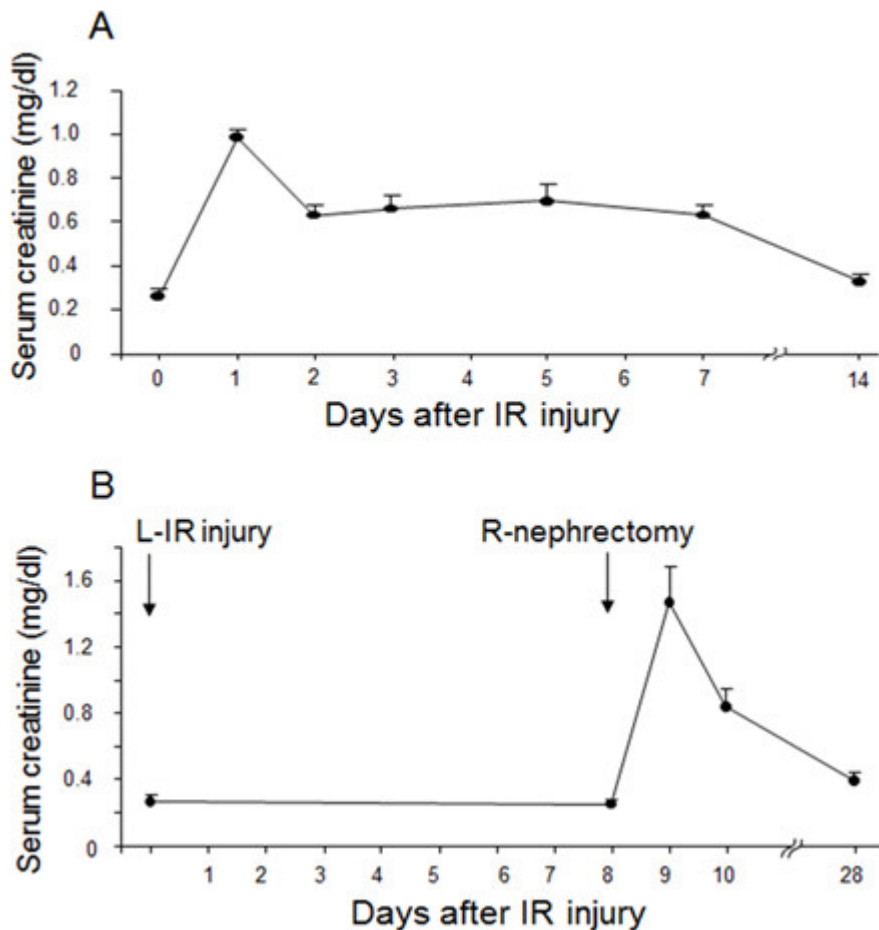 A
Serum creatinine (mg/dl)
1.2
1.0
0.8
0.6
0.4
0.2
0
0 1 2 3 4 5 6 7 14
Days after IR injury
B
L-IR injury R-nephrectomy
Serum creatinine (mg/dl)
1.6
1.2
0.8
0.4
0
1 2 3 4 5 6 7 8 9 10 28
Days after IR injury